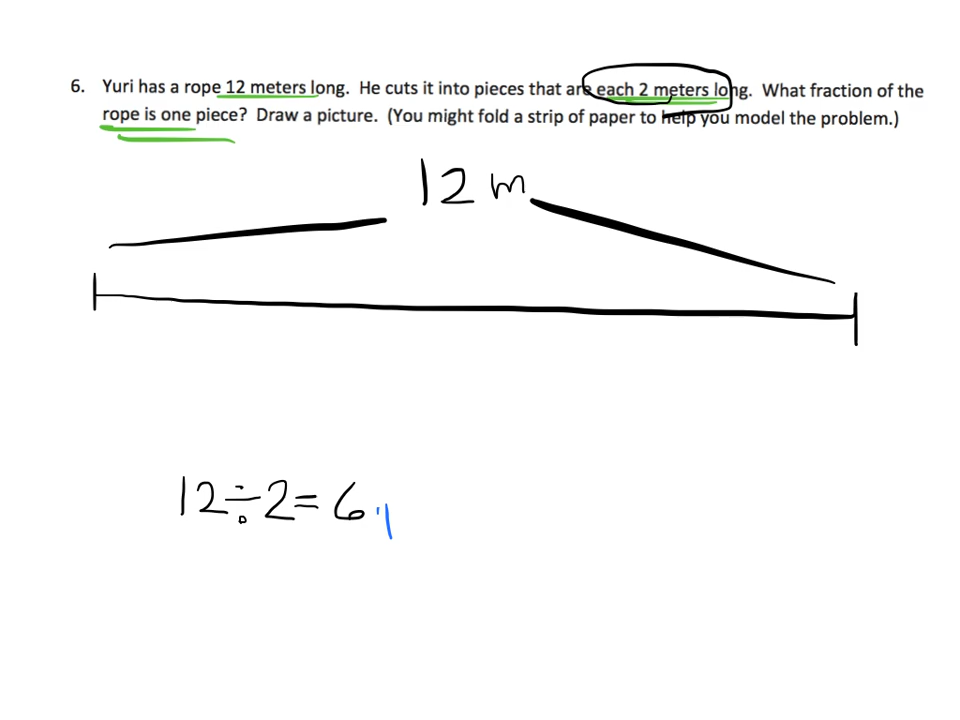 6. Yuri has a rope 12 meters long. He cuts it into pieces that are each 2 meters long. What fraction of the
rope is one piece? Draw a picture. (You might fold a strip of paper to help you model the problem.)
12 m
12÷2=6